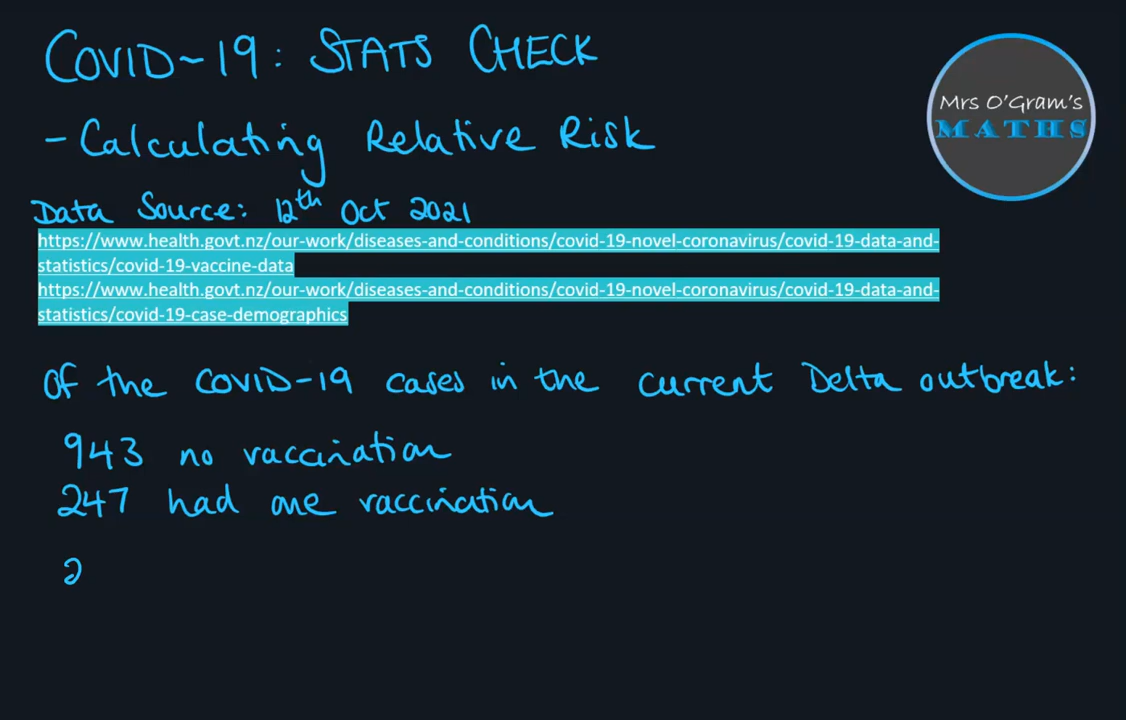 COVID-19: STATS CHECK
Mrs O'Gram's
MATHS
- Calculating Relative Risk
Data Source: 12th Oct 2021
https://www.health.govt.nz/our-work/diseases-and-conditions/covid-19-novel-coronavirus/covid-19-data-and-
statistics/covid-19-vaccine-data
https://www.health.govt.nz/our-work/diseases-and-conditions/covid-19-novel-coronavirus/covid-19-data-and-
statistics/covid-19-case-demographics
Of the COVID-19 cases in the current Delta outbreak:
943 no vaccination
247 had one vaccination
2